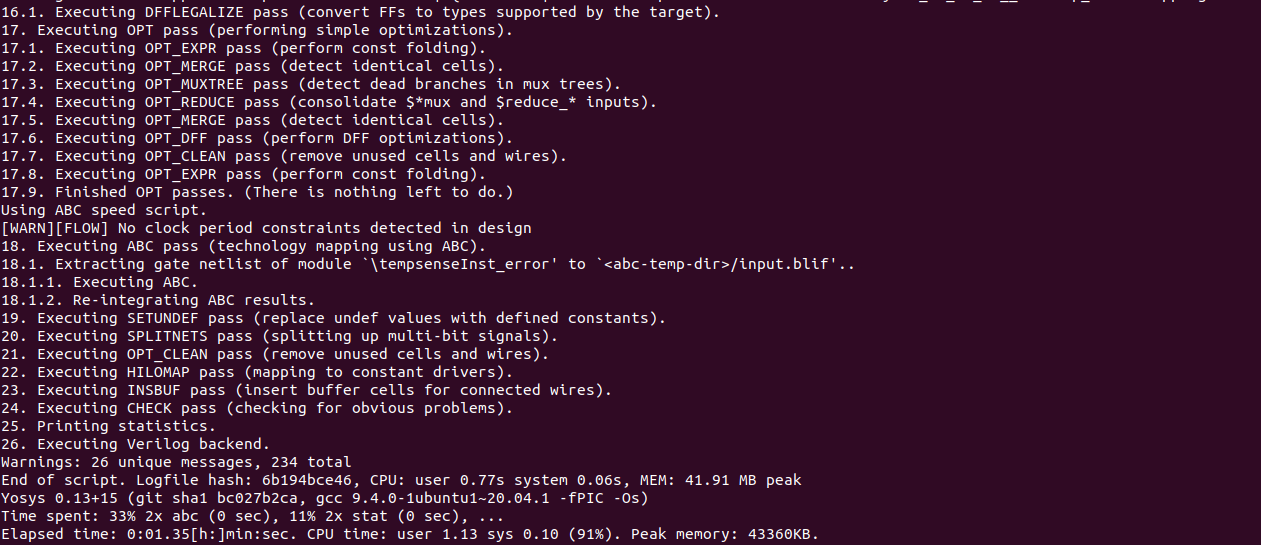 16.1. Executing DFFLEGALIZE pass (convert FFs to types supported by the target).
17. Executing OPT pass (performing simple optimizations).
17.1. Executing OPT_EXPR pass (perform const folding).
17.2. Executing OPT_MERGE pass (detect identical cells).
17.3. Executing OPT_MUXTREE pass (detect dead branches in mux trees).
17.4. Executing OPT_REDUCE pass (consolidate $*mux and $reduce_* inputs).
17.5. Executing OPT_MERGE pass (detect identical cells).
17.6. Executing OPT_DFF pass (perform DFF optimizations).
17.7. Executing OPT_CLEAN pass (remove unused cells and wires).
17.8. Executing OPT_EXPR pass (perform const folding).
17.9. Finished OPT passes. (There is nothing left to do.)
Using ABC speed script.
[WARN][FLOW] No clock period constraints detected in design
18. Executing ABC pass (technology mapping using ABC).
18.1. Extracting gate netlist of module `\tempsenseInst_error' to `<abc-temp-dir>/input.blif'..
18.1.1. Executing ABC.
18.1.2. Re-integrating ABC results.
19. Executing SETUNDEF pass (replace undef values with defined constants).
20. Executing SPLITNETS pass (splitting up multi-bit signals).
21. Executing OPT_CLEAN pass (remove unused cells and wires).
22. Executing HILOMAP pass (mapping to constant drivers).
23. Executing INSBUF pass (insert buffer cells for connected wires).
24. Executing CHECK pass (checking for obvious problems).
25. Printing statistics.
26. Executing Verilog backend.
Warnings: 26 unique messages, 234 total
End of script. Logfile hash: 6b194bce46, CPU: user 0.77s system 0.06s, MEM: 41.91 MB peak
Yosys 0.13+15 (git sha1 bc027b2ca, gcc 9.4.0-1ubuntu1~20.04.1 -fPIC -Os)
Time spent: 33% 2x abc (0 sec), 11% 2x stat (0 sec), ...
Elapsed time: 0:01.35[h:]min:sec. CPU time: user 1.13 sys 0.10 (91%). Peak memory: 43360KB.